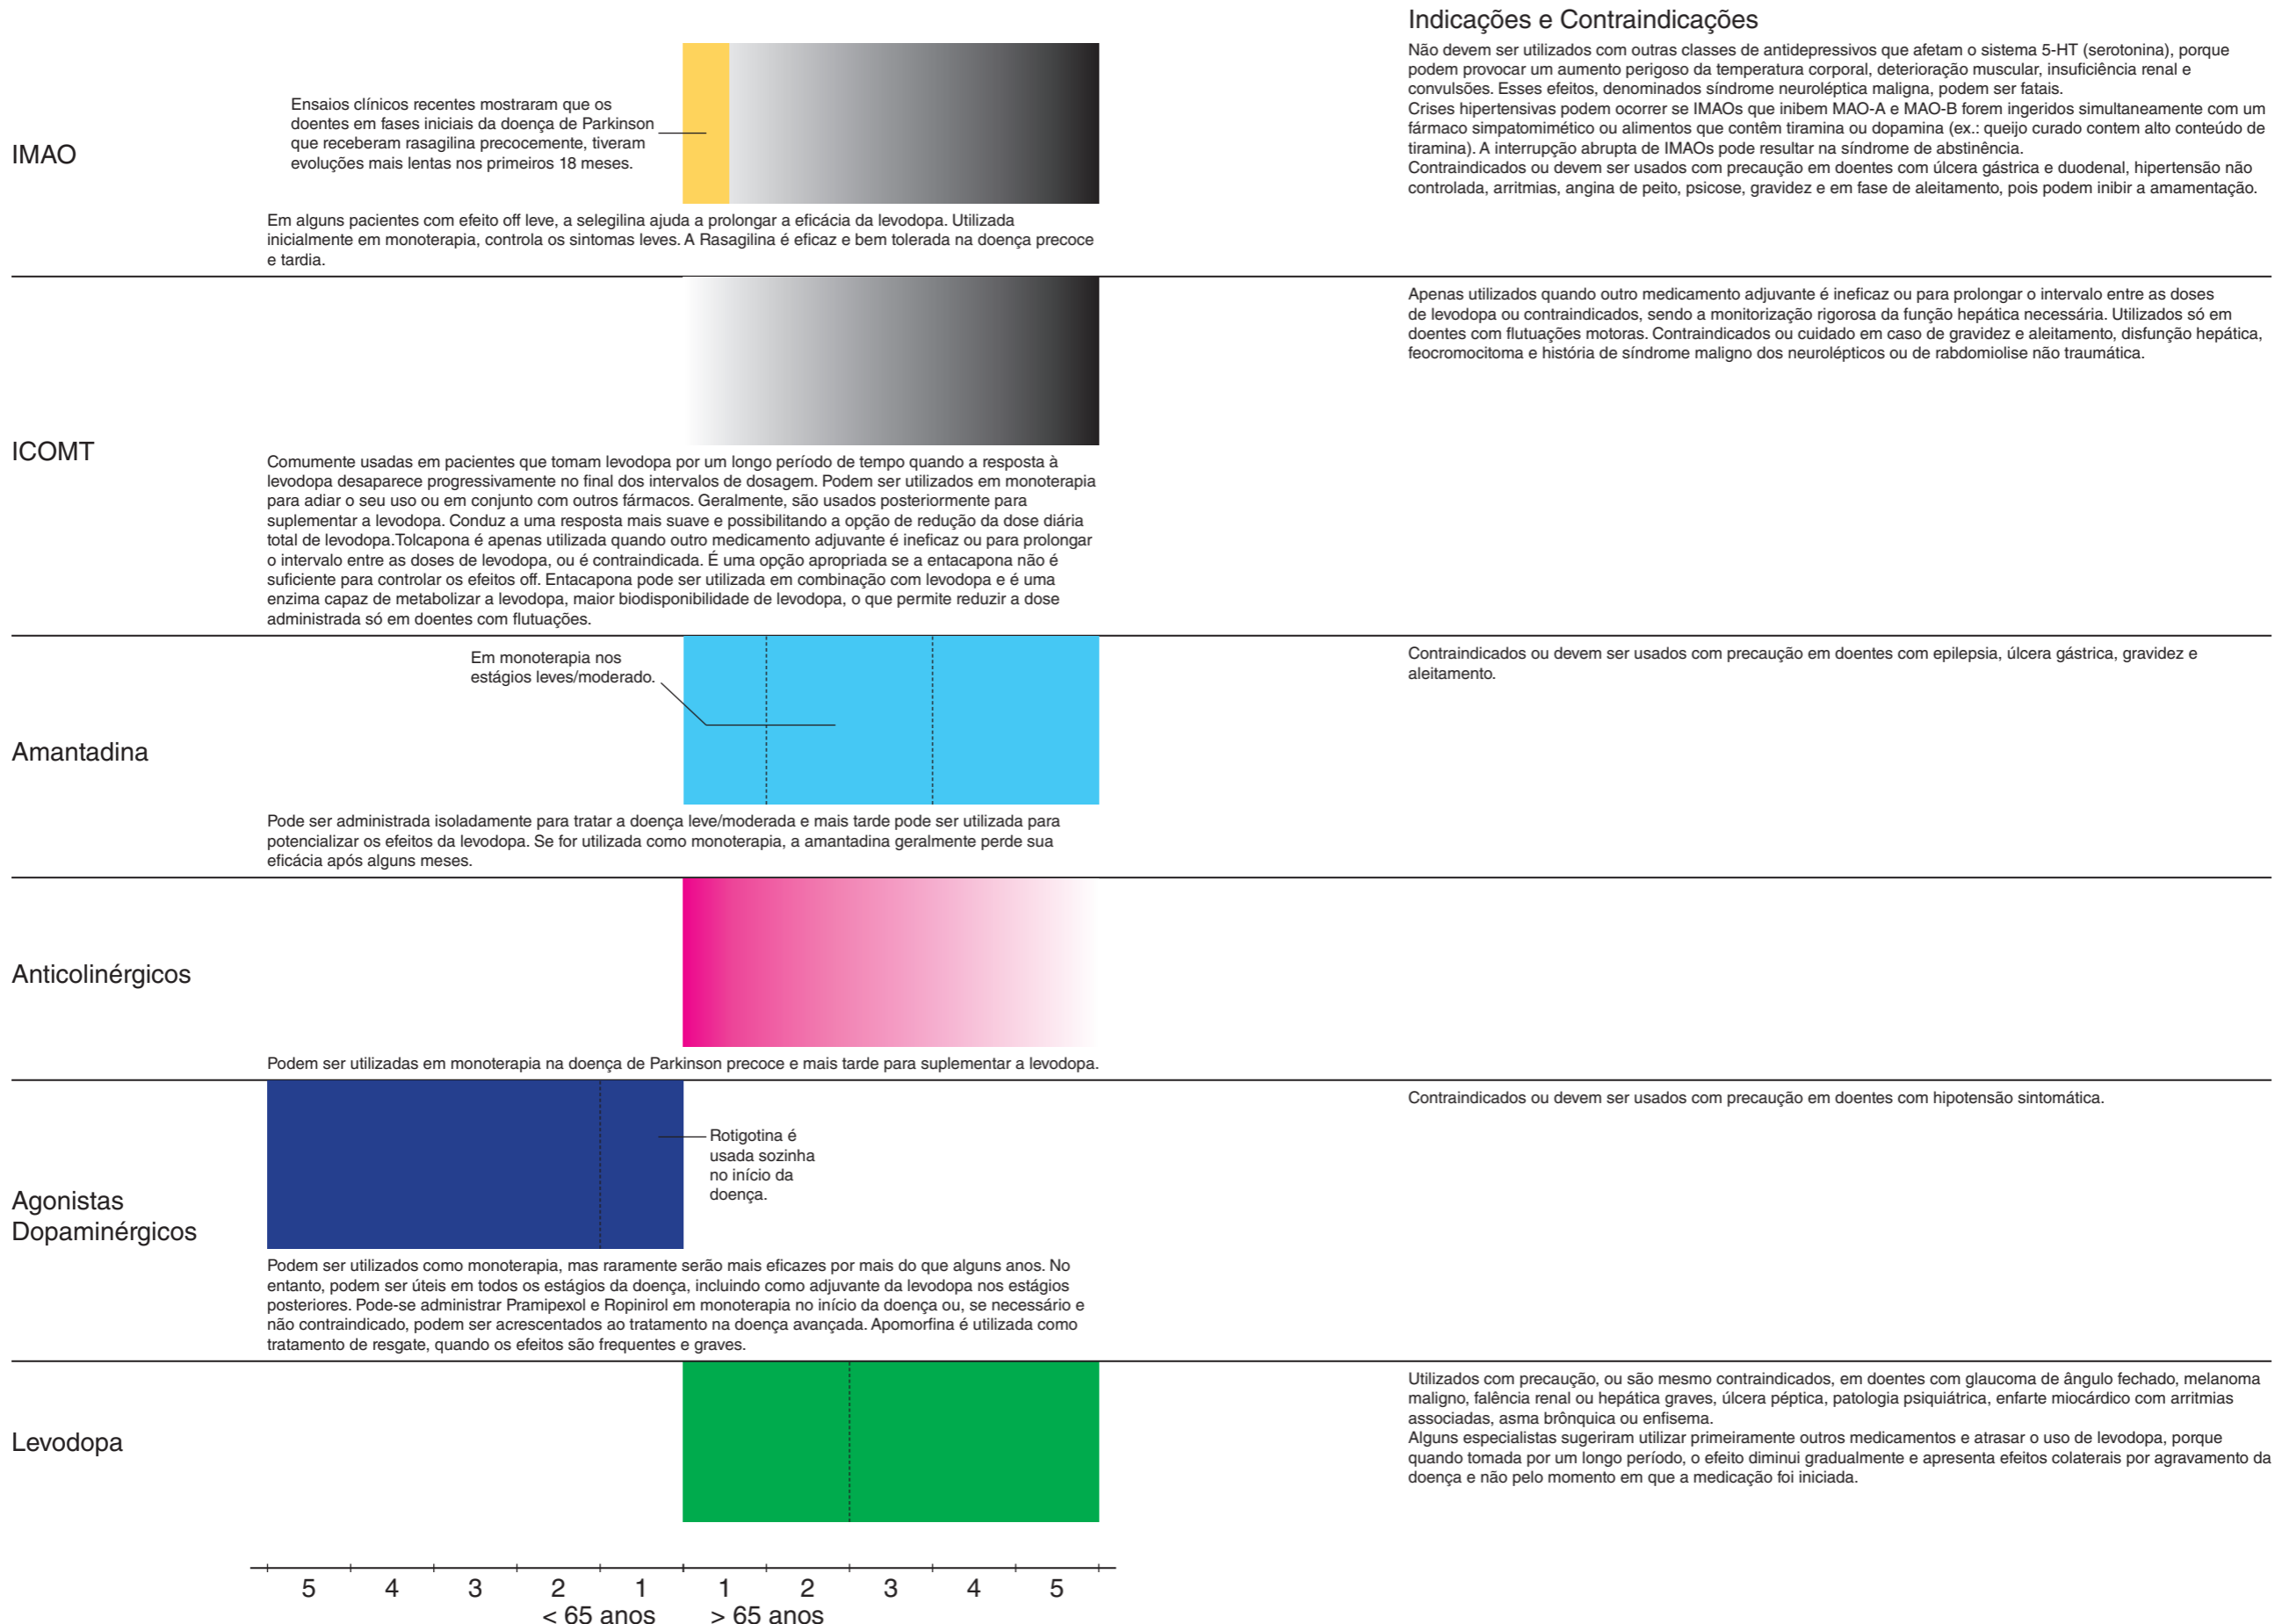 Indicações e Contraindicações
IMAO
Ensaios clínicos recentes mostraram que os
doentes em fases iniciais da doença de Parkinson
que receberam rasagilina precocemente, tiveram
evoluções mais lentas nos primeiros 18 meses.
Em alguns pacientes com efeito off leve, a selegilina ajuda a prolongar a eficácia da levodopa. Utilizada
inicialmente em monoterapia, controla os sintomas leves. A Rasagilina é eficaz e bem tolerada na doença precoce
e tardia.
Não devem ser utilizados com outras classes de antidepressivos que afetam o sistema 5-HT (serotonina), porque
podem provocar um aumento perigoso da temperatura corporal, deterioração muscular, insuficiência renal e
convulsões. Esses efeitos, denominados síndrome neuroléptica maligna, podem ser fatais.
Crises hipertensivas podem ocorrer se IMAOs que inibem MAO-A e MAO-B forem ingeridos simultaneamente com um
fármaco simpatomimético ou alimentos que contêm tiramina ou dopamina (ex.: queijo curado contem alto conteúdo de
tiramina). A interrupção abrupta de IMAOs pode resultar na síndrome de abstinência.
Contraindicados ou devem ser usados com precaução em doentes com úlcera gástrica e duodenal, hipertensão não
controlada, arritmias, angina de peito, psicose, gravidez e em fase de aleitamento, pois podem inibir a amamentação.
ICOMT
Comumente usadas em pacientes que tomam levodopa por um longo período de tempo quando a resposta à
levodopa desaparece progressivamente no final dos intervalos de dosagem. Podem ser utilizados em monoterapia
para adiar o seu uso ou em conjunto com outros fármacos. Geralmente, são usados posteriormente para
suplementar a levodopa. Conduz a uma resposta mais suave e possibilitando a opção de redução da dose diária
total de levodopa.Tolcapona é apenas utilizada quando outro medicamento adjuvante é ineficaz ou para prolongar
o intervalo entre as doses de levodopa, ou é contraindicada. É uma opção apropriada se a entacapona não é
suficiente para controlar os efeitos off. Entacapona pode ser utilizada em combinação com levodopa e é uma
enzima capaz de metabolizar a levodopa, maior biodisponibilidade de levodopa, o que permite reduzir a dose
administrada só em doentes com flutuações.
Apenas utilizados quando outro medicamento adjuvante é ineficaz ou para prolongar o intervalo entre as doses
de levodopa ou contraindicados, sendo a monitorização rigorosa da função hepática necessária. Utilizados só em
doentes com flutuações motoras. Contraindicados ou cuidado em caso de gravidez e aleitamento, disfunção hepática,
feocromocitoma e história de síndrome maligno dos neurolépticos ou de rabdomiolise não traumática.
Amantadina
Em monoterapia nos
estágios leves/moderado.
Pode ser administrada isoladamente para tratar a doença leve/moderada e mais tarde pode ser utilizada para
potencializar os efeitos da levodopa. Se for utilizada como monoterapia, a amantadina geralmente perde sua
eficácia após alguns meses.
Contraindicados ou devem ser usados com precaução em doentes com epilepsia, úlcera gástrica, gravidez e
aleitamento.
Anticolinérgicos
Podem ser utilizadas em monoterapia na doença de Parkinson precoce e mais tarde para suplementar a levodopa.
Agonistas
Dopaminérgicos
Rotigotina é
usada sozinha
no início da
doença.
Podem ser utilizados como monoterapia, mas raramente serão mais eficazes por mais do que alguns anos. No
entanto, podem ser úteis em todos os estágios da doença, incluindo como adjuvante da levodopa nos estágios
posteriores. Pode-se administrar Pramipexol e Ropinirol em monoterapia no início da doença ou, se necessário e
não contraindicado, podem ser acrescentados ao tratamento na doença avançada. Apomorfina é utilizada como
tratamento de resgate, quando os efeitos são frequentes e graves.
Contraindicados ou devem ser usados com precaução em doentes com hipotensão sintomática.
Levodopa
Utilizados com precaução, ou são mesmo contraindicados, em doentes com glaucoma de ângulo fechado, melanoma
maligno, falência renal ou hepática graves, úlcera péptica, patologia psiquiátrica, enfarte miocárdico com arritmias
associadas, asma brônquica ou enfisema.
Alguns especialistas sugeriram utilizar primeiramente outros medicamentos e atrasar o uso de levodopa, porque
quando tomada por um longo período, o efeito diminui gradualmente e apresenta efeitos colaterais por agravamento da
doença e não pelo momento em que a medicação foi iniciada.
5 4 3 2 1 1 2 3 4 5
< 65 anos > 65 anos